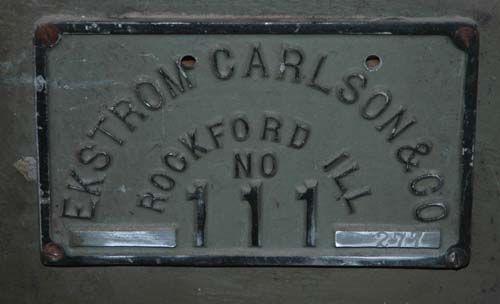 EKSTROM CARLSON & CO
ROCKFORD ILL
NO
111